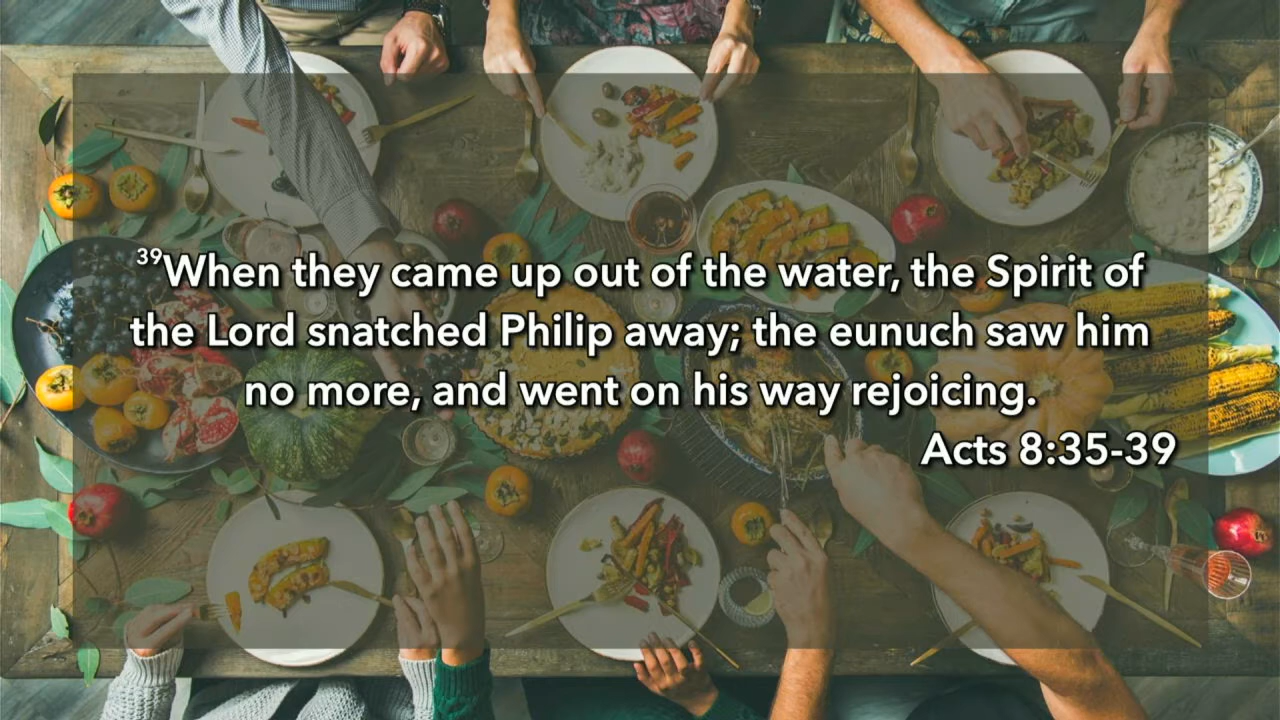 ³⁹When they came up out of the water, the Spirit of
the Lord snatched Philip away; the eunuch saw him
no more, and went on his way rejoicing.
Acts 8:35-39